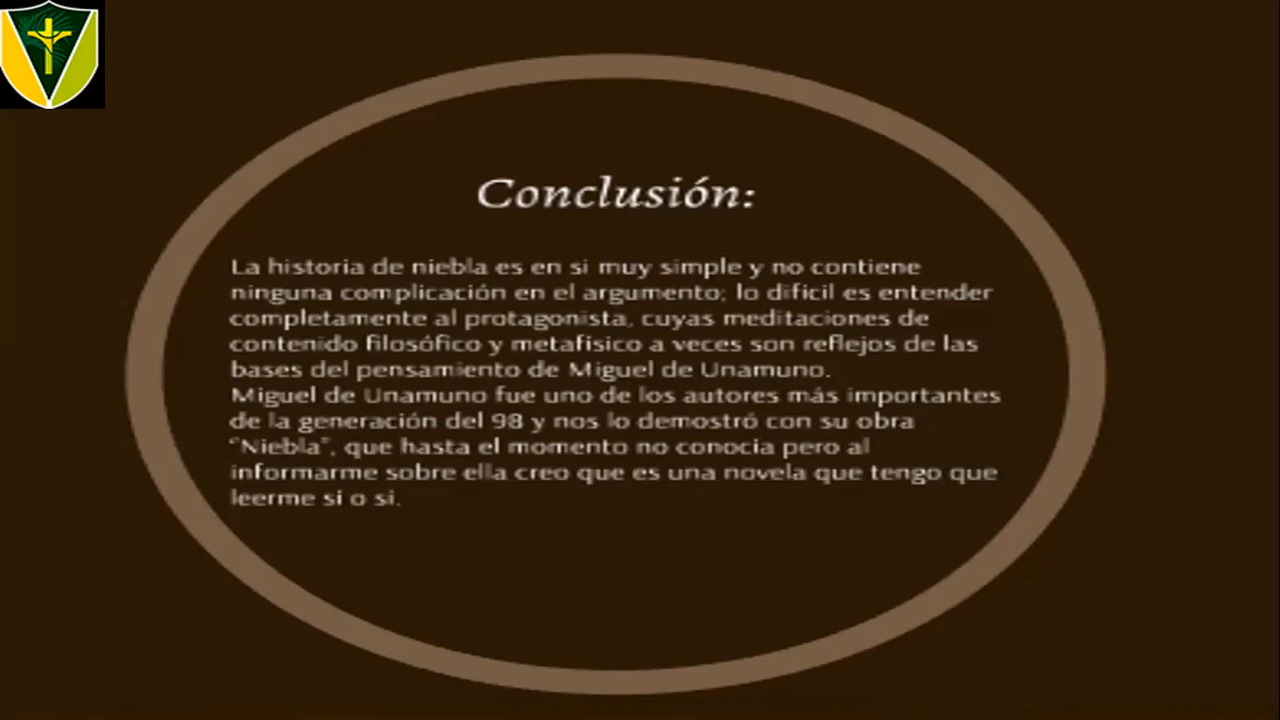 Conclusión:
La historia de niebla es en si muy simple y no contiene
ninguna complicación en el argumento; lo dificil es entender
completamente al protagonista, cuyas meditaciones de
contenido filosófico y metafísico a veces son reflejos de las
bases del pensamiento de Miguel de Unamuno.
Miguel de Unamuno fue uno de los autores más importantes
de la generación del 98 y nos lo demostró con su obra
“Niebla”, que hasta el momento no conocia pero al
informarme sobre ella creo que es una novela que tengo que
leerme si o si.